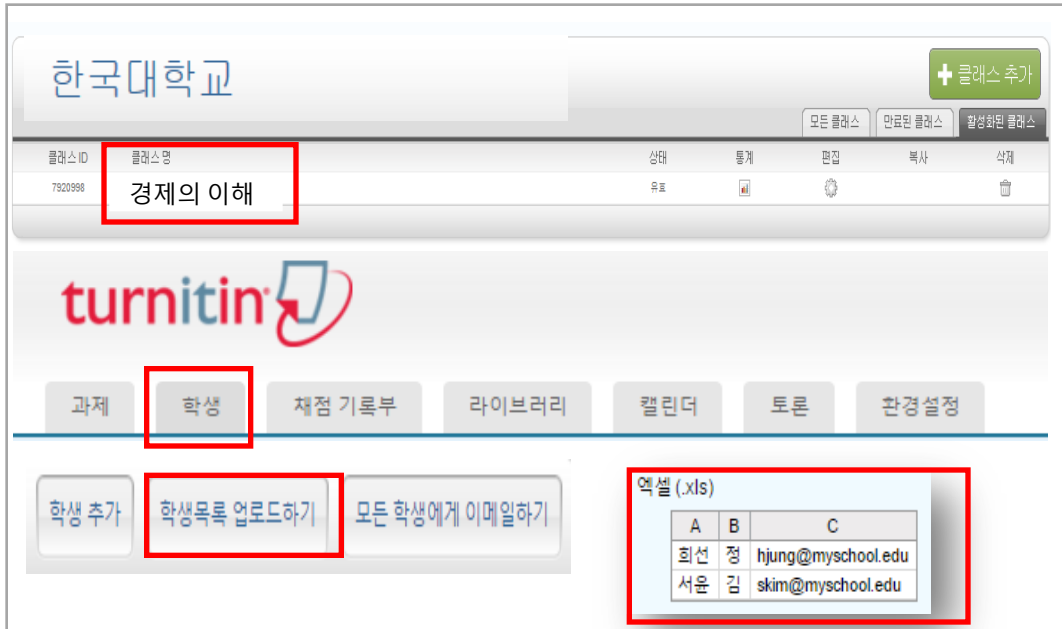 한국대학교
클래스 추가
모든 클래스 만료된 클래스 활성화된 클래스
클래스 ID 클래스 명 상태 통계 편집 복사 삭제
7920998 경제의 이해 유효
turnitin
과제 학생 채점 기록부 라이브러리 캘린더 토론 환경설정
학생 추가 학생목록 업로드하기 모든 학생에게 이메일하기
엑셀 (.xls)
A B C
희선 정 hjung@myschool.edu
서윤 김 skim@myschool.edu